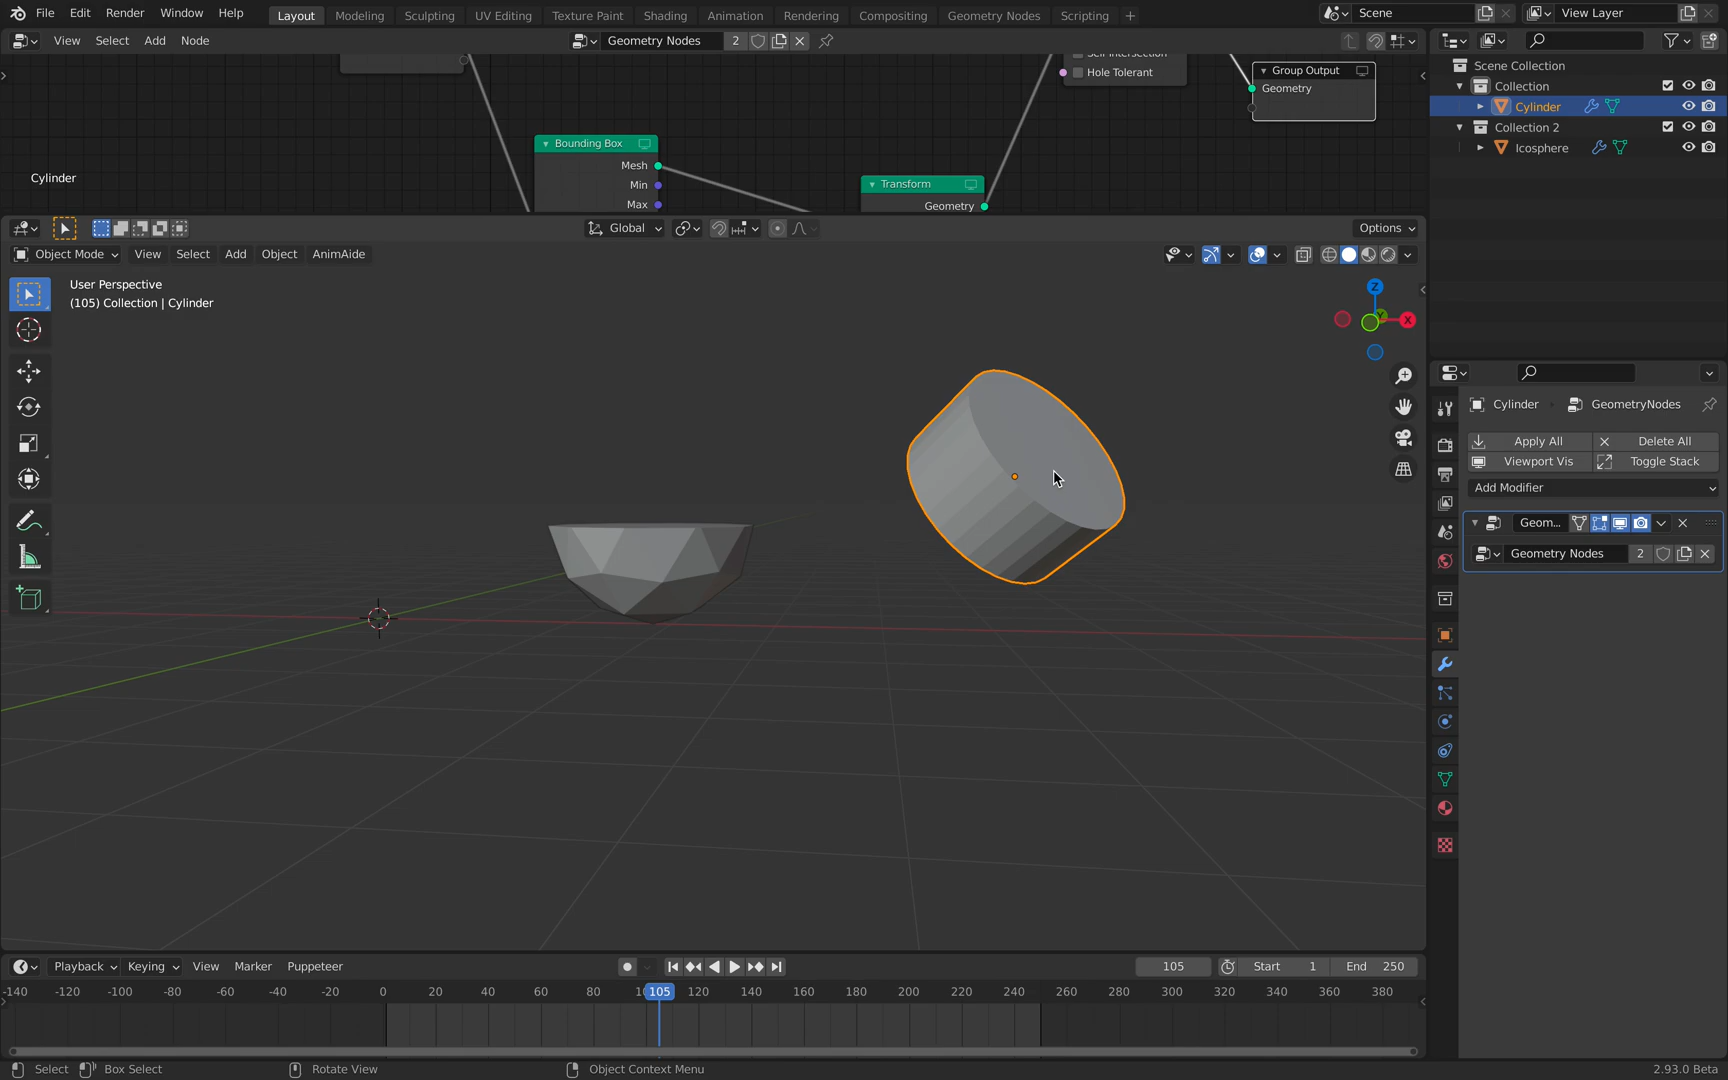 File Edit Render Window Help Layout Modeling Sculpting UV Editing Texture Paint Shading Animation Rendering Compositing Geometry Nodes Scripting Scene View Layer
View Select Add Node Geometry Nodes 2
Scene Collection
Collection
Cylinder
Collection 2
Icosphere
Hole Tolerant
Group Output
Geometry
Bounding Box
Mesh
Min
Max
Transform
Geometry
Cylinder
Global Options
Object Mode View Select Add Object AnimAide
User Perspective
(105) Collection | Cylinder
Z
Y
X
Cylinder GeometryNodes
Apply All Delete All
Viewport Vis Toggle Stack
Add Modifier
Geom...
Geometry Nodes 2
Playback Keying View Marker Puppeteer 105 Start 1 End 250
-140 -120 -100 -80 -60 -40 -20 0 20 40 60 80 105 120 140 160 180 200 220 240 260 280 300 320 340 360 380
Select Box Select Rotate View Object Context Menu 2.93.0 Beta